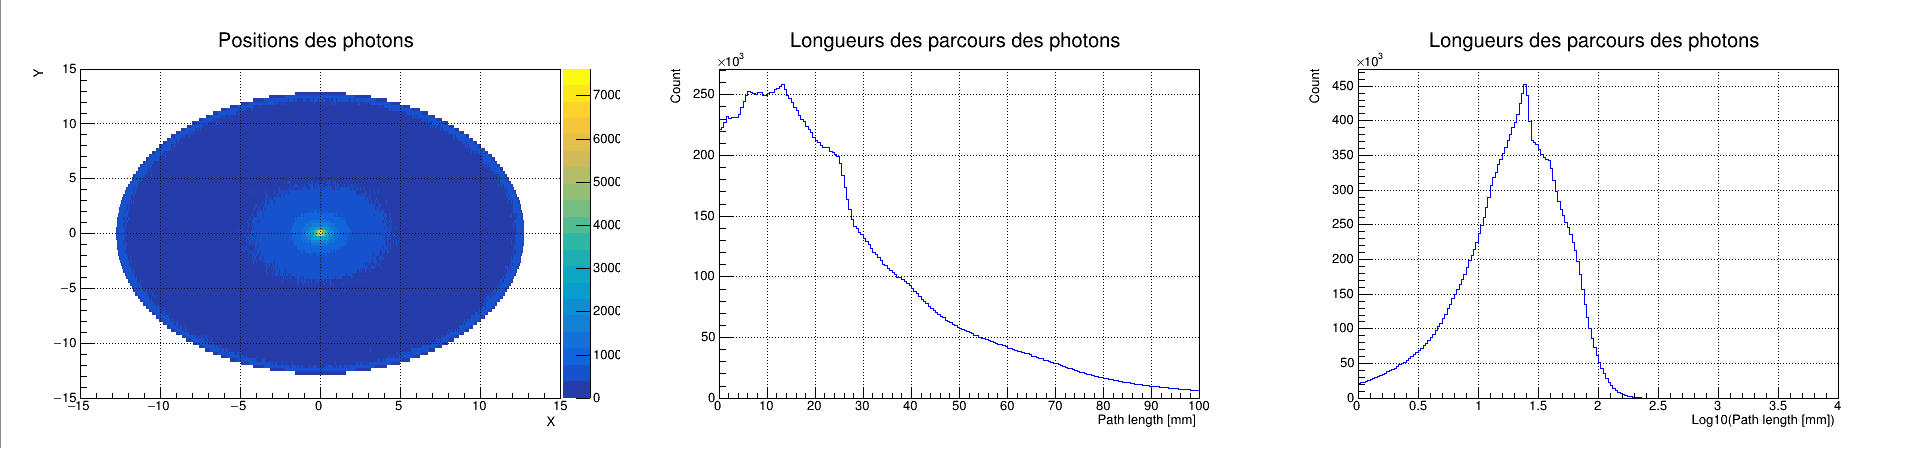 Positions des photons
Y
15
10
5
0
−5
−10
−15
−15 −10 −5 0 5 10 15
X
7000
6000
5000
4000
3000
2000
1000
0
Longueurs des parcours des photons
×10³
Count
250
200
150
100
50
0
0 10 20 30 40 50 60 70 80 90 100
Path length [mm]
Longueurs des parcours des photons
×10³
Count
450
400
350
300
250
200
150
100
50
0
0 0.5 1 1.5 2 2.5 3 3.5 4
Log10(Path length [mm])